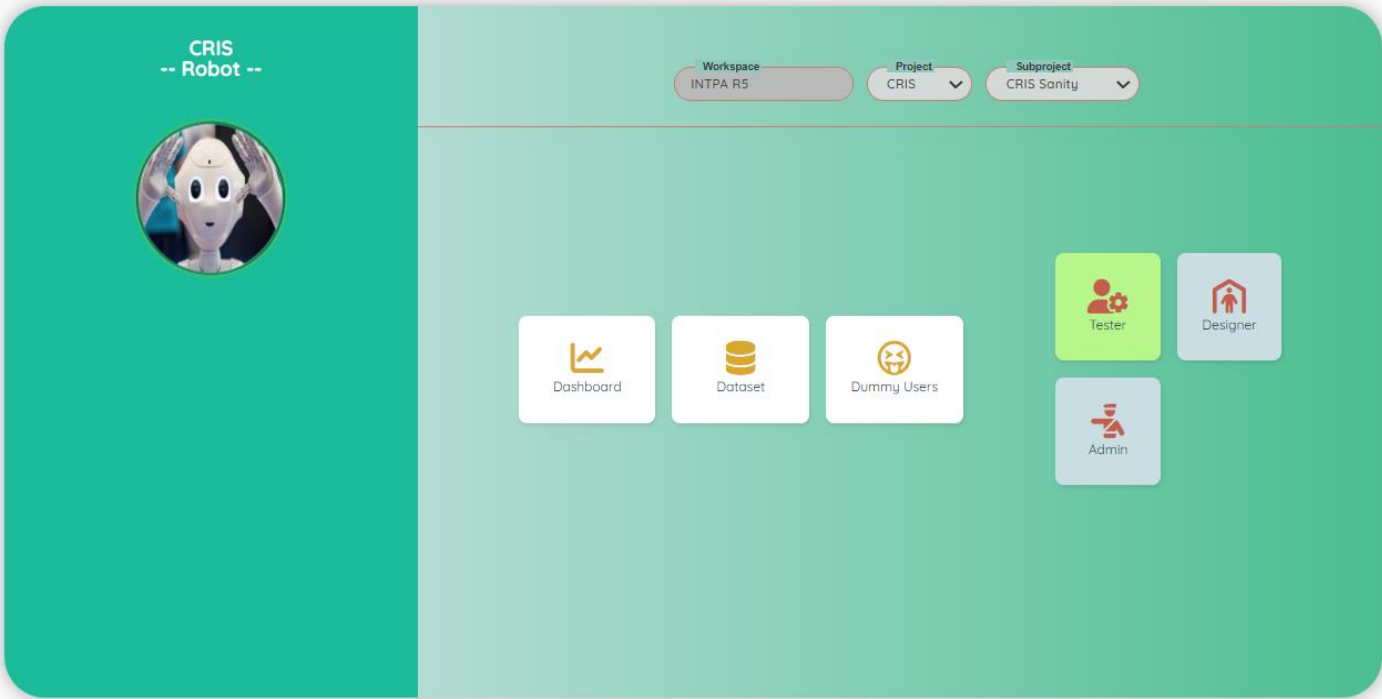 CRIS
-- Robot --
Workspace
INTPA R5
Project
CRIS
Subproject
CRIS Sanity
Dashboard
Dataset
Dummy Users
Tester
Designer
Admin